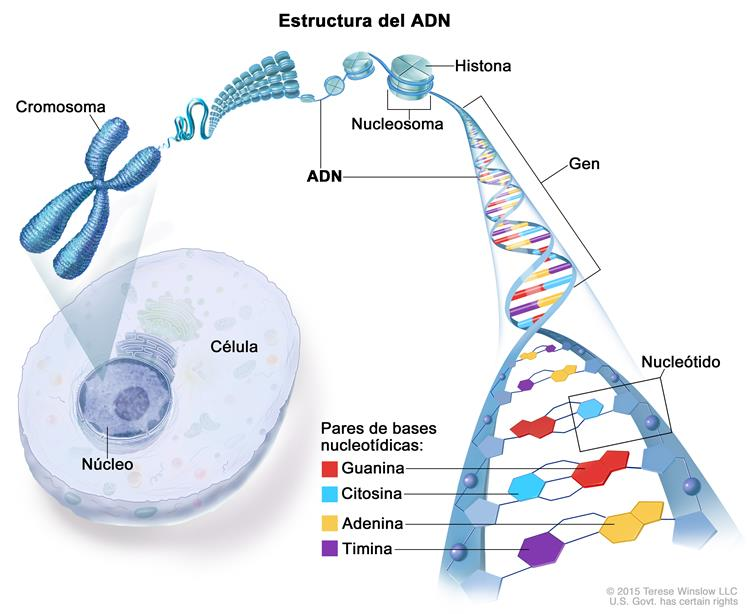 Estructura del ADN
Histona
Cromosoma
Nucleosoma
Gen
ADN
Célula
Nucleótido
Pares de bases
nucleotídicas:
Núcleo
Guanina
Citosina
Adenina
Timina
© 2015 Terese Winslow LLC
U.S. Govt. has certain rights